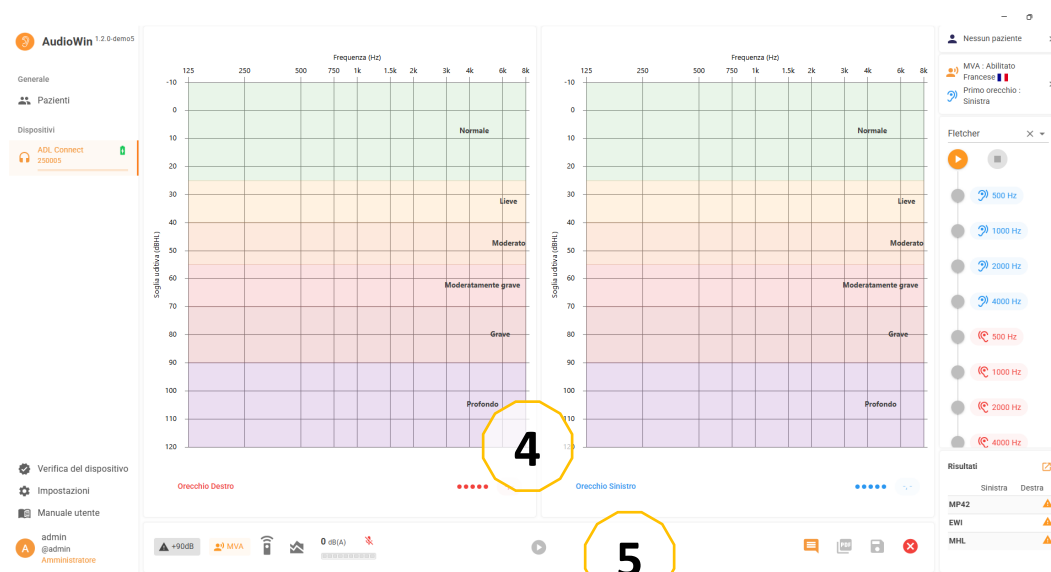 AudioWin 1.2.0-demo5
Generale
Pazienti
Dispositivi
ADL Connect
250005
Verifica del dispositivo
Impostazioni
Manuale utente
A
admin
@admin
Amministratore
Frequenza (Hz)
125 250 500 750 1k 1.5k 2k 3k 4k 6k 8k
Soglia uditiva (dBHL)
-10
0
10
20
30
40
50
60
70
80
90
100
110
120
Normale
Lieve
Moderato
Moderatamente grave
Grave
Profondo
Orecchio Destro
Frequenza (Hz)
125 250 500 750 1k 1.5k 2k 3k 4k 6k 8k
Soglia uditiva (dBHL)
-10
0
10
20
30
40
50
60
70
80
90
100
110
120
Normale
Lieve
Moderato
Moderatamente grave
Grave
Profondo
Orecchio Sinistro
4
+90dB
MVA
0 dB(A)
5
PDF
Nessun paziente
MVA : Abilitato
Francese
Primo orecchio :
Sinistra
Fletcher
500 Hz
1000 Hz
2000 Hz
4000 Hz
500 Hz
1000 Hz
2000 Hz
4000 Hz
Risultati
Sinistra Destra
MP42
EWI
MHL